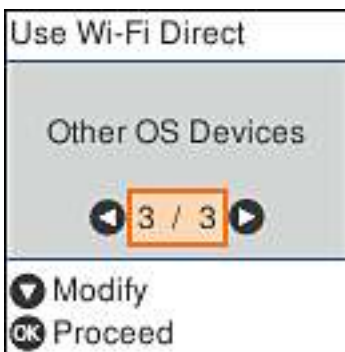 Use Wi-Fi Direct
Other OS Devices
3 / 3
Modify
OK Proceed